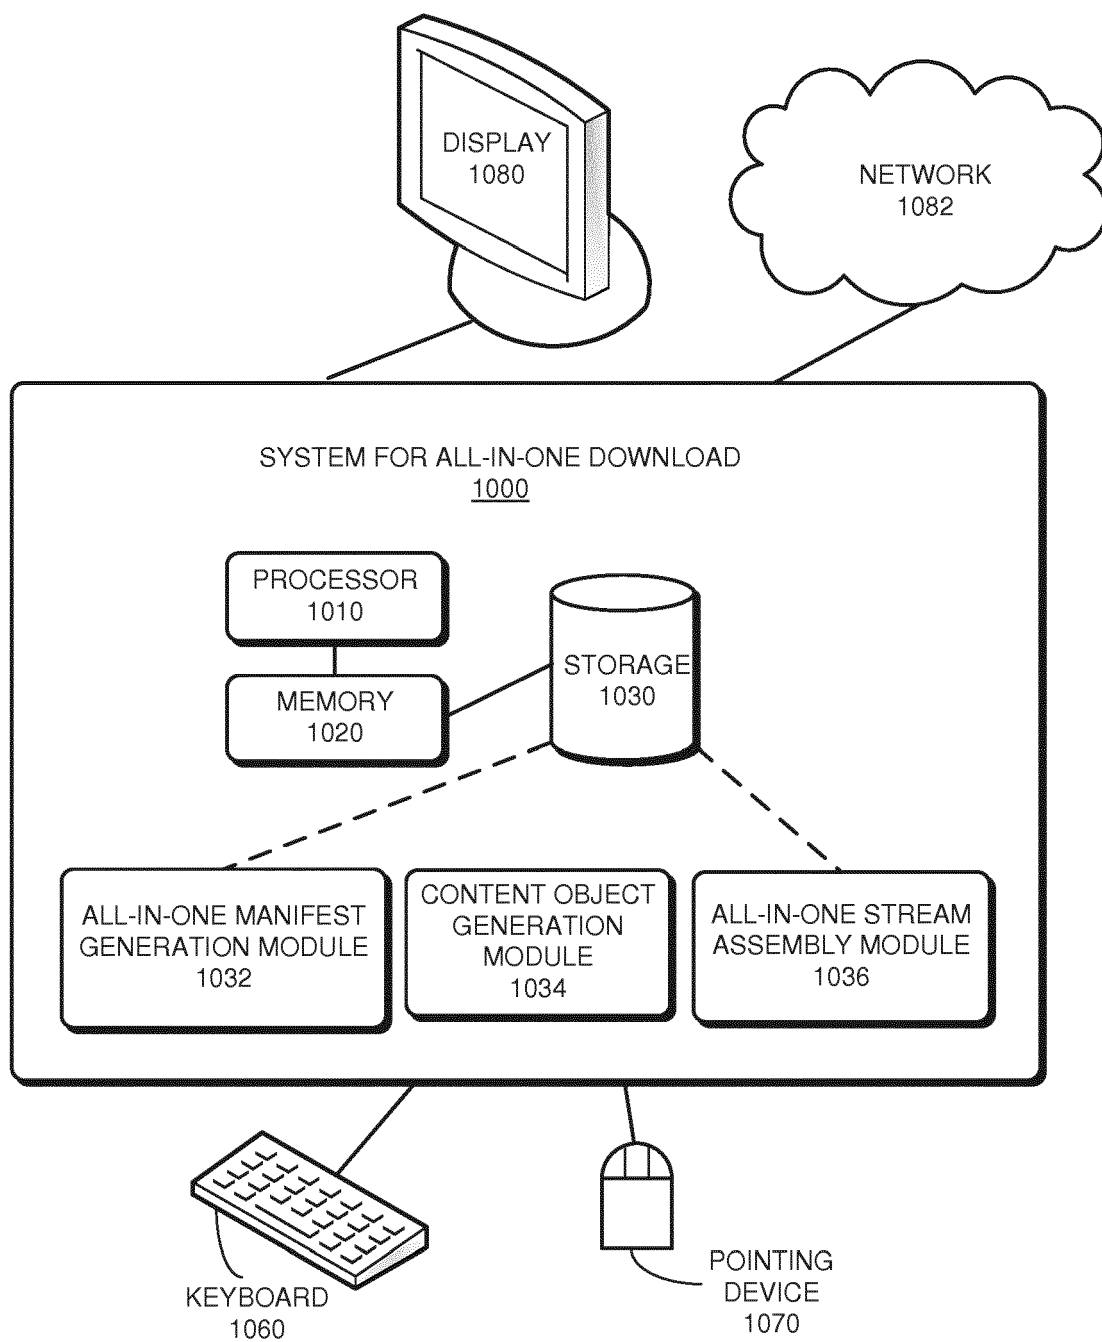 DISPLAY
1080
NETWORK
1082
SYSTEM FOR ALL-IN-ONE DOWNLOAD
1000
PROCESSOR
1010
MEMORY
1020
STORAGE
1030
ALL-IN-ONE MANIFEST
GENERATION MODULE
1032
CONTENT OBJECT
GENERATION
MODULE
1034
ALL-IN-ONE STREAM
ASSEMBLY MODULE
1036
KEYBOARD
1060
POINTING
DEVICE
1070